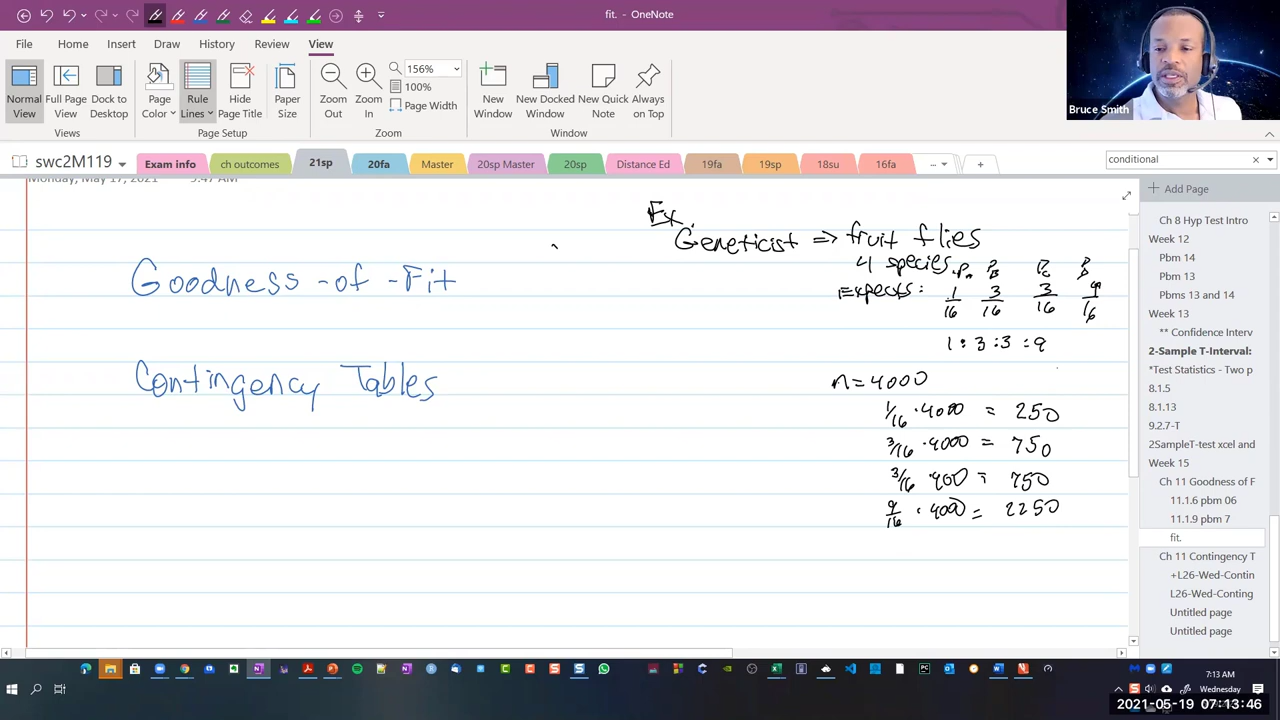 fit. - OneNote
File Home Insert Draw History Review View
Normal View
Full Page View
Dock to Desktop
Views
Page Color
Rule Lines
Hide Page Title
Paper Size
Page Setup
Zoom Out
Zoom In
156%
100%
Page Width
Zoom
New Window
New Docked Window
New Quick Note
Always on Top
Window
Bruce Smith
swc2M119
Exam info ch outcomes 21sp 20fa Master 20sp Master 20sp Distance Ed 19fa 19sp 18su 16fa ...
conditional
Monday, May 17, 2021 5:47 AM
Goodness-of-Fit
Contingency Tables
Ex
Geneticist => fruit flies
4 species
Expects: 1/16 3/16 3/16 9/16
1:3:3:9
n=4000
1/16 · 4000 = 250
3/16 · 4000 = 750
3/16 · 400 = 750
9/16 · 4000 = 2250
Add Page
Ch 8 Hyp Test Intro
Week 12
Pbm 14
Pbm 13
Pbms 13 and 14
Week 13
** Confidence Interv
2-Sample T-Interval:
*Test Statistics - Two p
8.1.5
8.1.13
9.2.7-T
2SampleT-test xcel and
Week 15
Ch 11 Goodness of F
11.1.6 pbm 06
11.1.9 pbm 7
fit.
Ch 11 Contingency T
+L26-Wed-Contin
L26-Wed-Conting
Untitled page
Untitled page
7:13 AM
Wednesday
2021-05-19 07:13:46